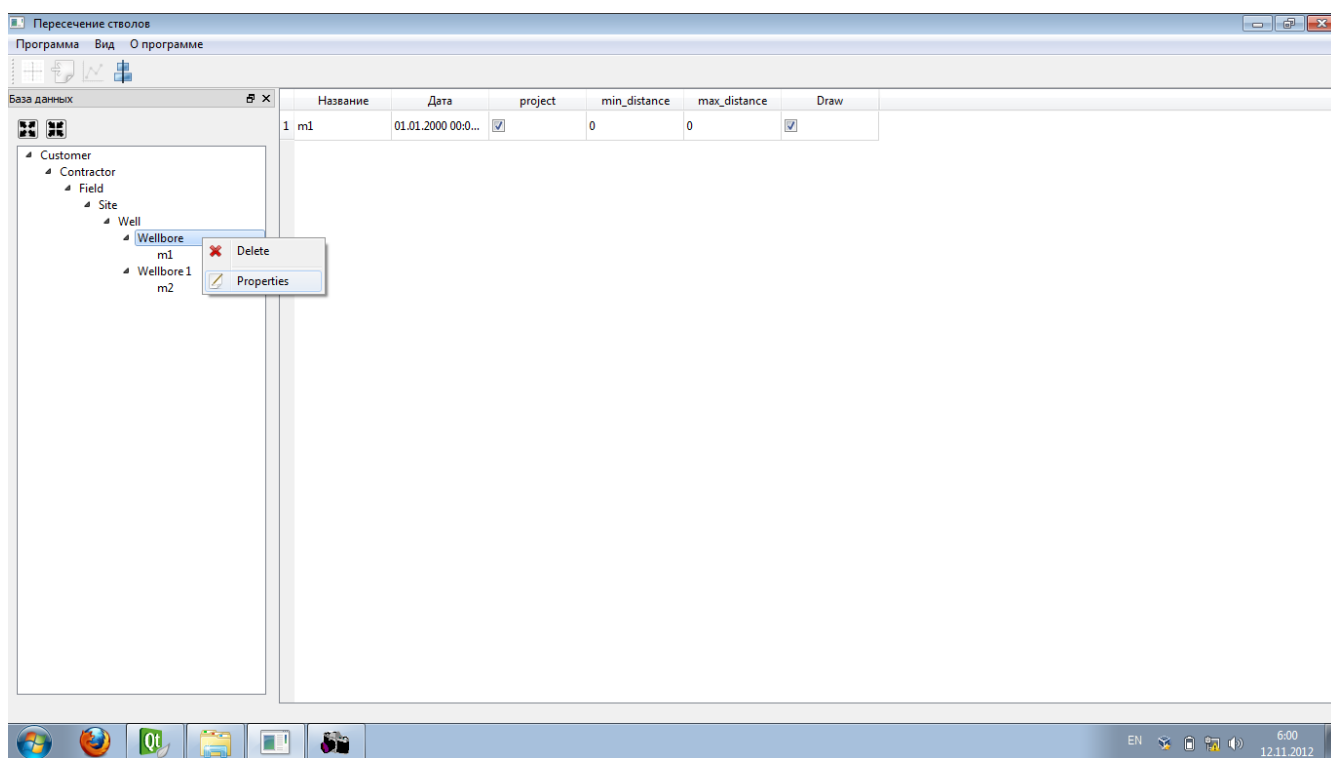 Пересечение стволов
Программа Вид О программе
База данных
Название Дата project min_distance max_distance Draw
1 m1 01.01.2000 00:0... 0 0
Customer
Contractor
Field
Site
Well
Wellbore
m1
Wellbore 1
m2
Delete
Properties
Qt
EN 6:00
12.11.2012